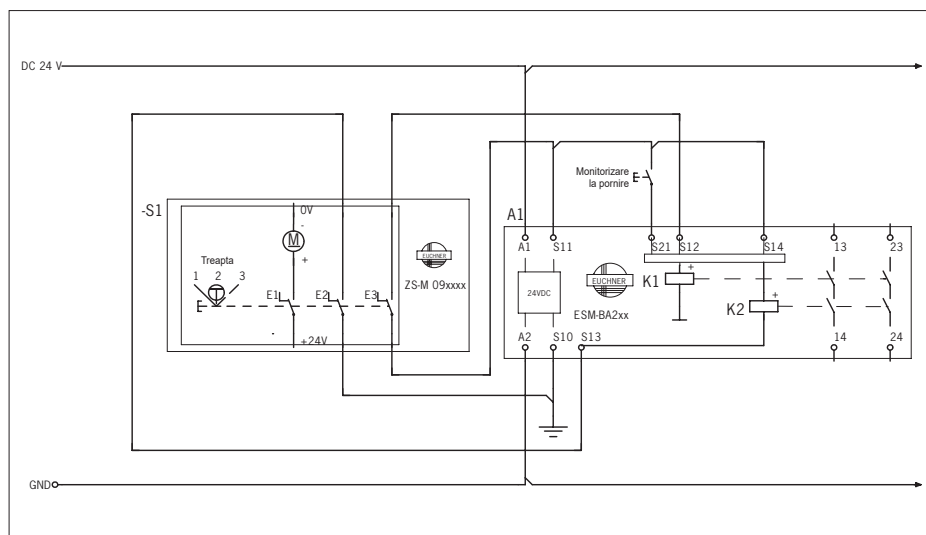 DC 24 V
Monitorizare
la pornire
-S1
0V
-
M
+
Treapta
1 2 3
E1 E2 E3
+24V
EUCHNER
ZS-M 09xxxx
A1
A1 S11 S21 S12 S14 13 23
24VDC
EUCHNER
ESM-BA2xx
K1
+
K2
+
A2 S10 S13 14 24
GND